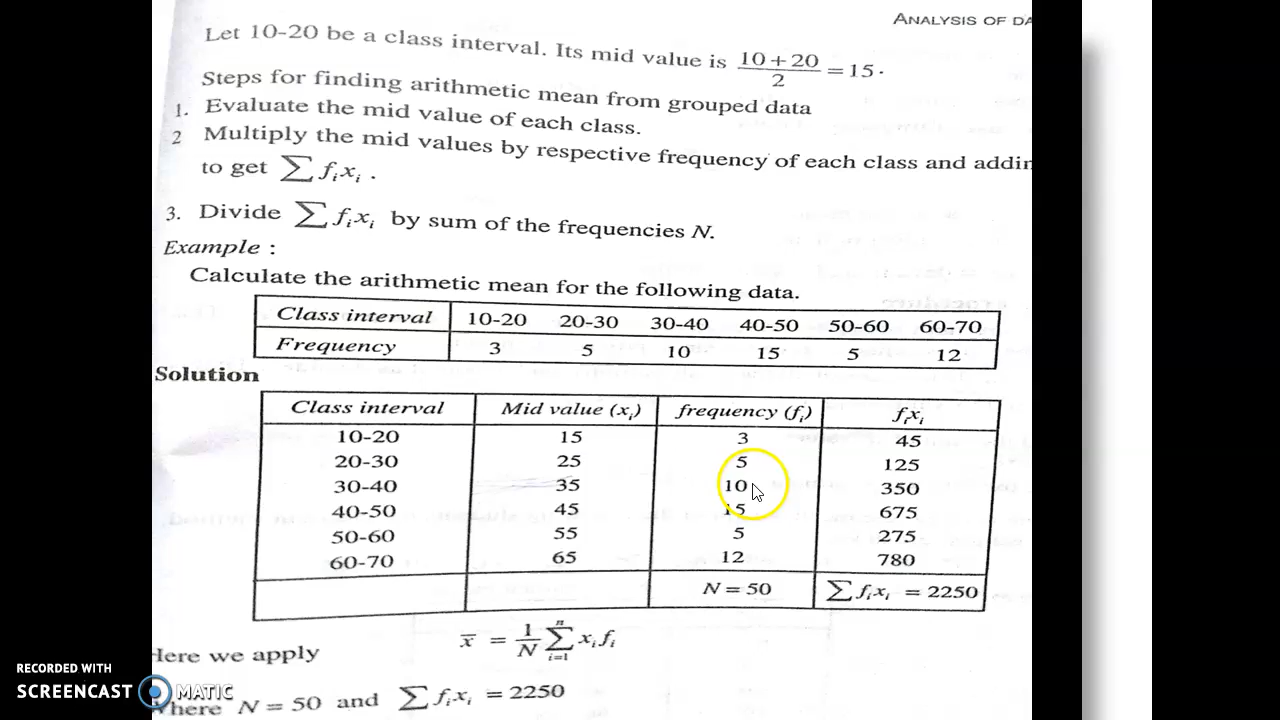 ANALYSIS OF DA
Let 10-20 be a class interval. Its mid value is (10 + 20)/2 = 15.
Steps for finding arithmetic mean from grouped data
1. Evaluate the mid value of each class.
2 Multiply the mid values by respective frequency of each class and addin
to get ∑ fᵢxᵢ .
3. Divide ∑ fᵢxᵢ by sum of the frequencies N.
Example :
Calculate the arithmetic mean for the following data.
Class interval 10-20 20-30 30-40 40-50 50-60 60-70
Frequency 3 5 10 15 5 12
Solution
Class interval Mid value (xᵢ) frequency (fᵢ) fᵢxᵢ
10-20 15 3 45
20-30 25 5 125
30-40 35 10 350
40-50 45 15 675
50-60 55 5 275
60-70 65 12 780
N = 50 ∑ fᵢxᵢ = 2250
Here we apply x̄ = 1/N ∑ᵢ₌₁ⁿ xᵢfᵢ
Where N = 50 and ∑ fᵢxᵢ = 2250
RECORDED WITH
SCREENCAST MATIC